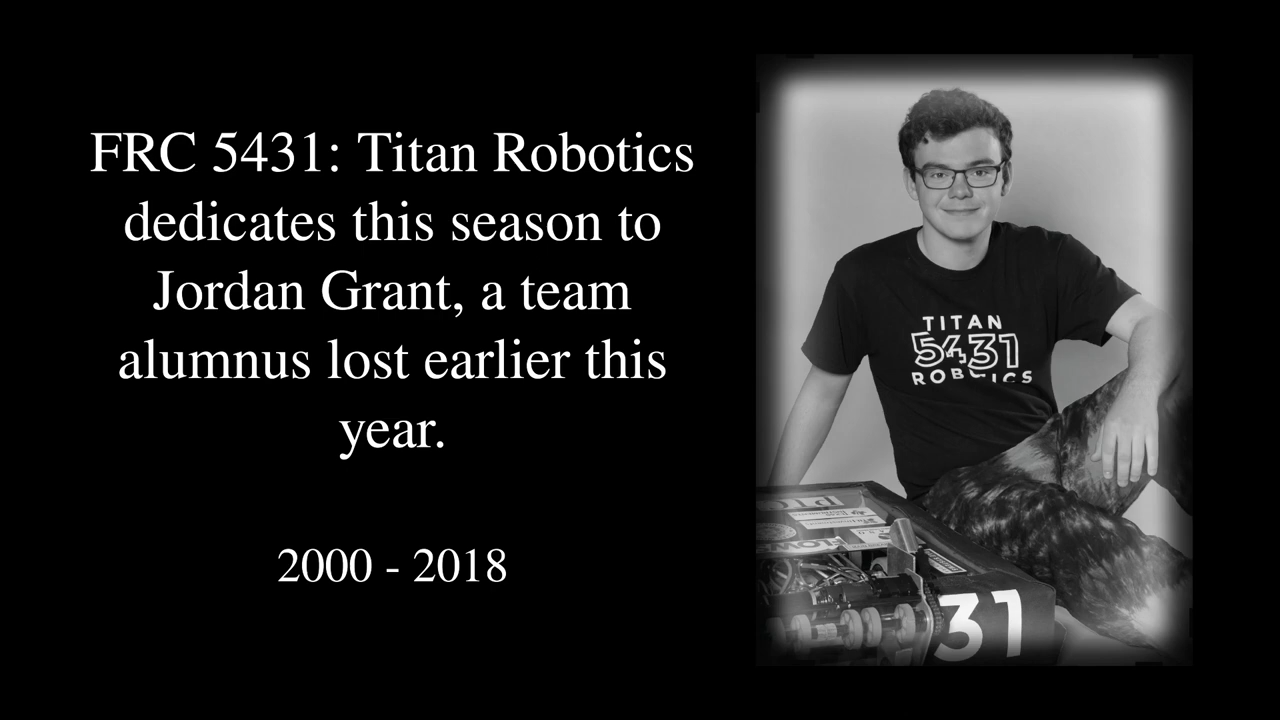 FRC 5431: Titan Robotics
dedicates this season to
Jordan Grant, a team
alumnus lost earlier this
year.
2000 - 2018
TITAN
5431
ROBOTICS
31